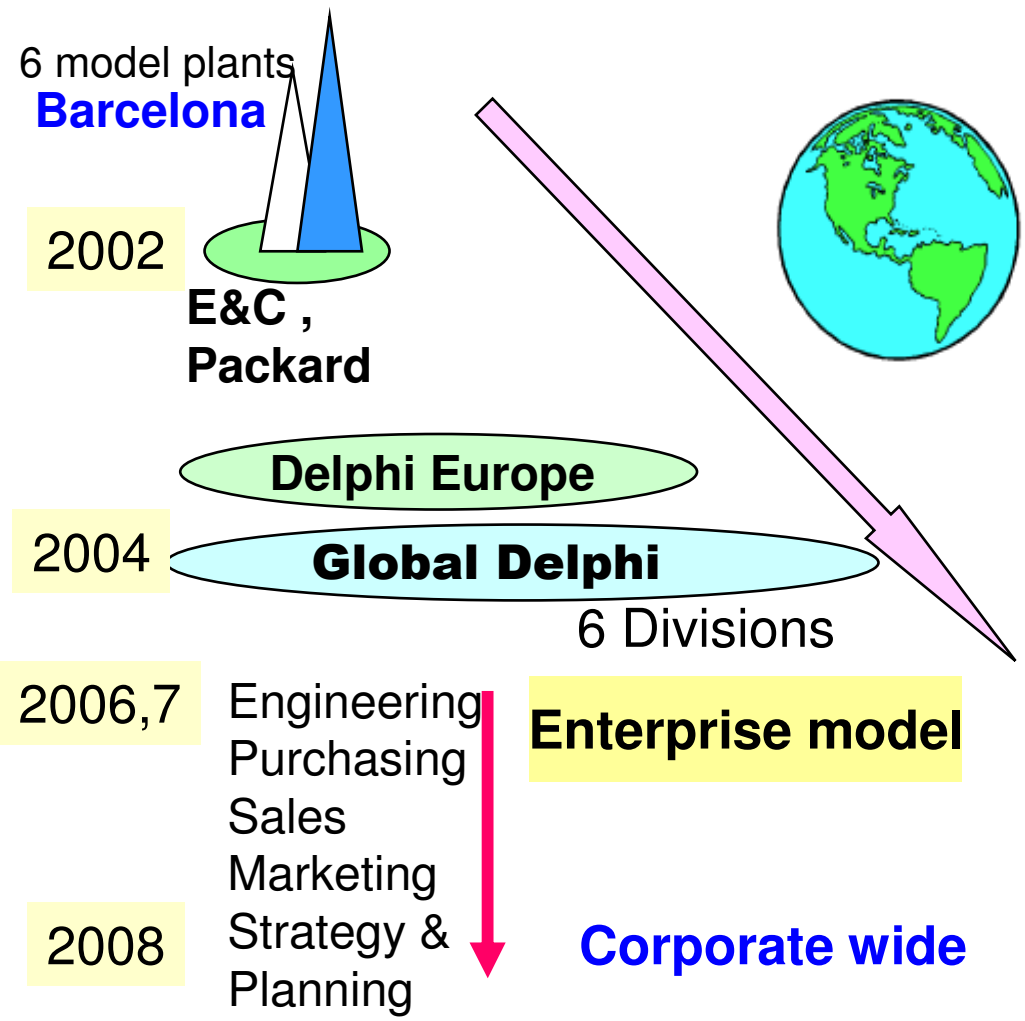 6 model plants
Barcelona
2002
E&C ,
Packard
Delphi Europe
2004
Global Delphi
6 Divisions
2006,7
Engineering
Purchasing
Sales
Marketing
Strategy &
Planning
Enterprise model
2008
Corporate wide